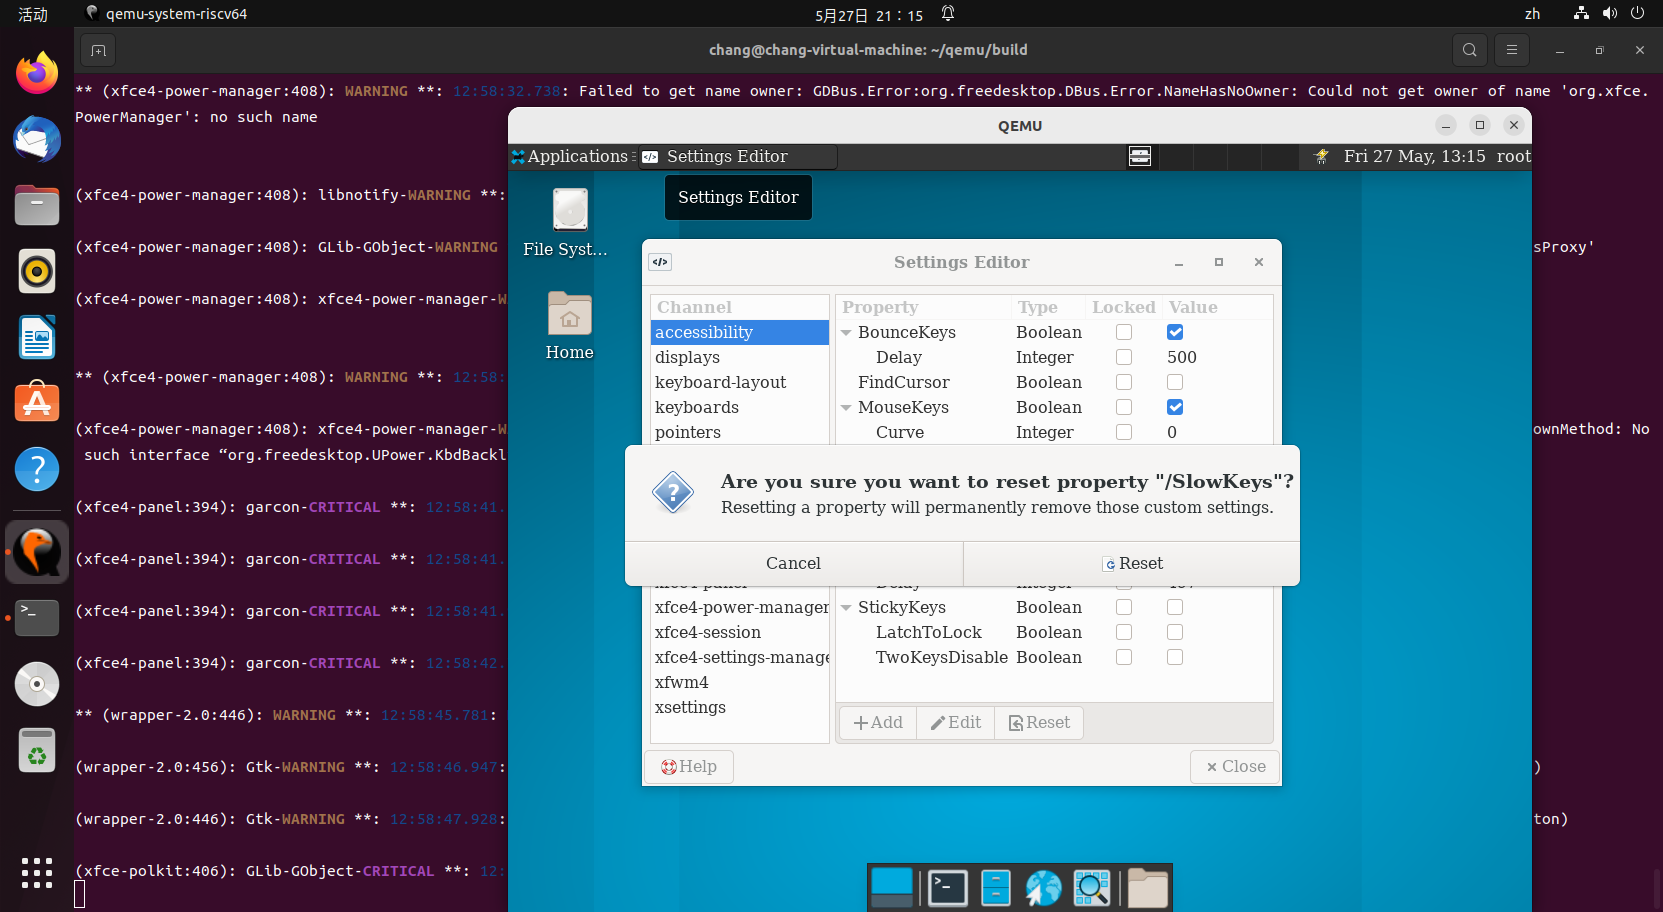 活动
qemu-system-riscv64
5月27日 21：15
zh
chang@chang-virtual-machine: ~/qemu/build
** (xfce4-power-manager:408): WARNING **: 12:58:32.738: Failed to get name owner: GDBus.Error:org.freedesktop.DBus.Error.NameHasNoOwner: Could not get owner of name 'org.xfce.
PowerManager': no such name
(xfce4-power-manager:408): libnotify-WARNING **:
(xfce4-power-manager:408): GLib-GObject-WARNING
sProxy'
(xfce4-power-manager:408): xfce4-power-manager-W
** (xfce4-power-manager:408): WARNING **: 12:58:
(xfce4-power-manager:408): xfce4-power-manager-W
ownMethod: No
such interface “org.freedesktop.UPower.KbdBackl
(xfce4-panel:394): garcon-CRITICAL **: 12:58:41.
(xfce4-panel:394): garcon-CRITICAL **: 12:58:41.
(xfce4-panel:394): garcon-CRITICAL **: 12:58:41.
(xfce4-panel:394): garcon-CRITICAL **: 12:58:42.
** (wrapper-2.0:446): WARNING **: 12:58:45.781:
(wrapper-2.0:456): Gtk-WARNING **: 12:58:46.947:
)
(wrapper-2.0:446): Gtk-WARNING **: 12:58:47.928:
ton)
(xfce-polkit:406): GLib-GObject-CRITICAL **: 12:
QEMU
Applications
Settings Editor
Fri 27 May, 13:15 root
Settings Editor
File Syst...
Home
Settings Editor
Channel
accessibility
displays
keyboard-layout
keyboards
pointers
xfce4-power-manager
xfce4-session
xfce4-settings-manage
xfwm4
xsettings
Property Type Locked Value
BounceKeys Boolean
Delay Integer 500
FindCursor Boolean
MouseKeys Boolean
Curve Integer 0
StickyKeys Boolean
LatchToLock Boolean
TwoKeysDisable Boolean
Are you sure you want to reset property "/SlowKeys"?
Resetting a property will permanently remove those custom settings.
Cancel
Reset
Add
Edit
Reset
Help
Close